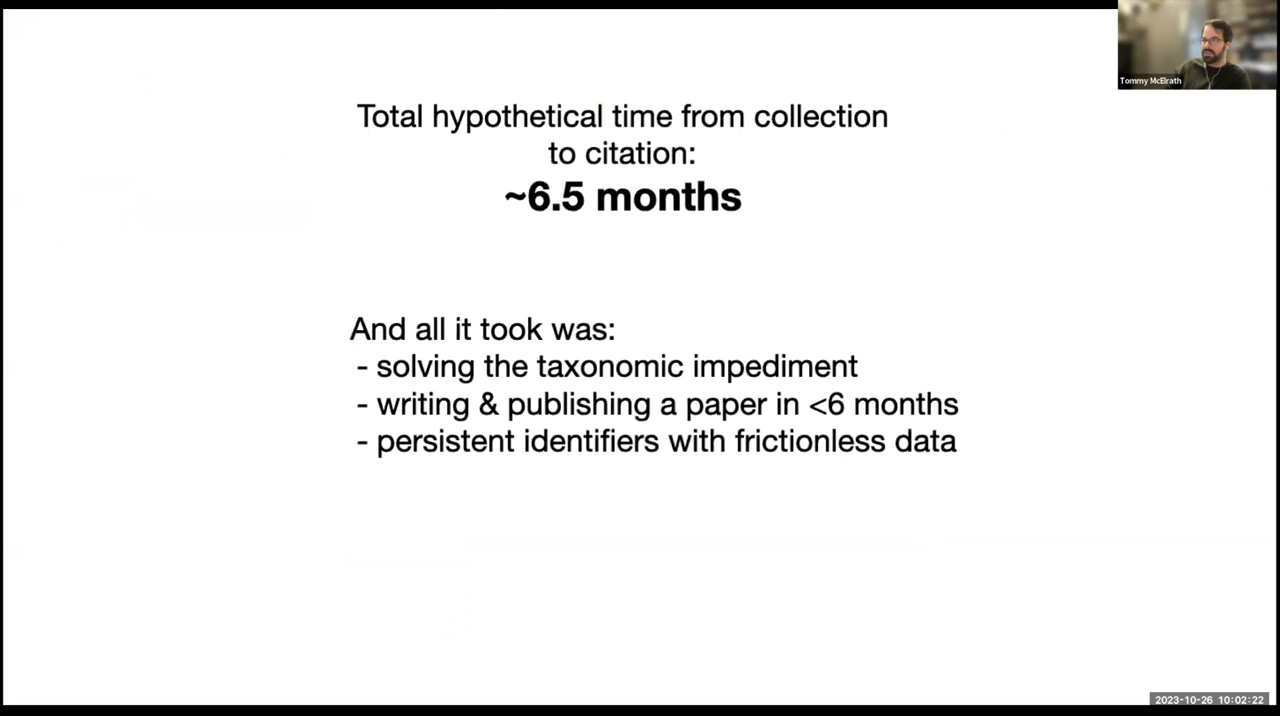 Tommy McElrath
Total hypothetical time from collection
to citation:
~6.5 months
And all it took was:
- solving the taxonomic impediment
- writing & publishing a paper in <6 months
- persistent identifiers with frictionless data
2023-10-26 10:02:22